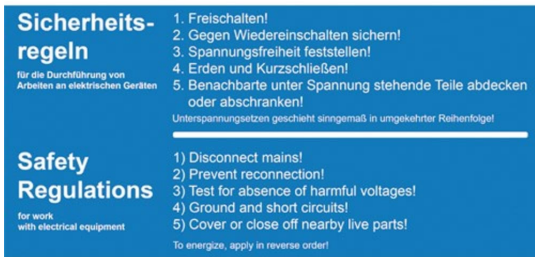 Sicherheits-
regeln
für die Durchführung von
Arbeiten an elektrischen Geräten
1. Freischalten!
2. Gegen Wiedereinschalten sichern!
3. Spannungsfreiheit feststellen!
4. Erden und Kurzschließen!
5. Benachbarte unter Spannung stehende Teile abdecken
oder abschranken!
Unterspannungsetzen geschieht sinngemäß in umgekehrter Reihenfolge!
Safety
Regulations
for work
with electrical equipment
1) Disconnect mains!
2) Prevent reconnection!
3) Test for absence of harmful voltages!
4) Ground and short circuits!
5) Cover or close off nearby live parts!
To energize, apply in reverse order!